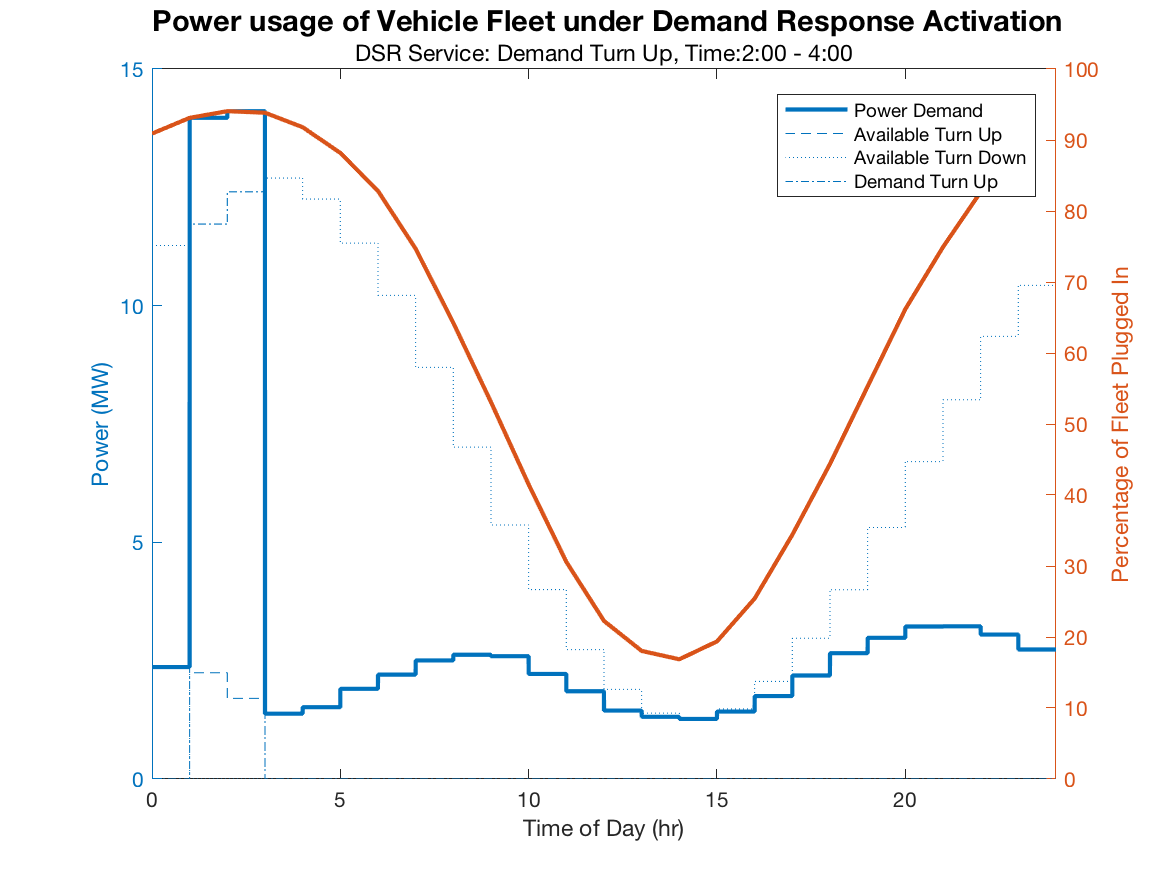 Power usage of Vehicle Fleet under Demand Response Activation
DSR Service: Demand Turn Up, Time:2:00 - 4:00
Power (MW)
15
10
5
0
Power Demand
Available Turn Up
Available Turn Down
Demand Turn Up
100
90
80
70
60
50
40
30
20
10
0
Percentage of Fleet Plugged In
0
5
10
15
20
Time of Day (hr)